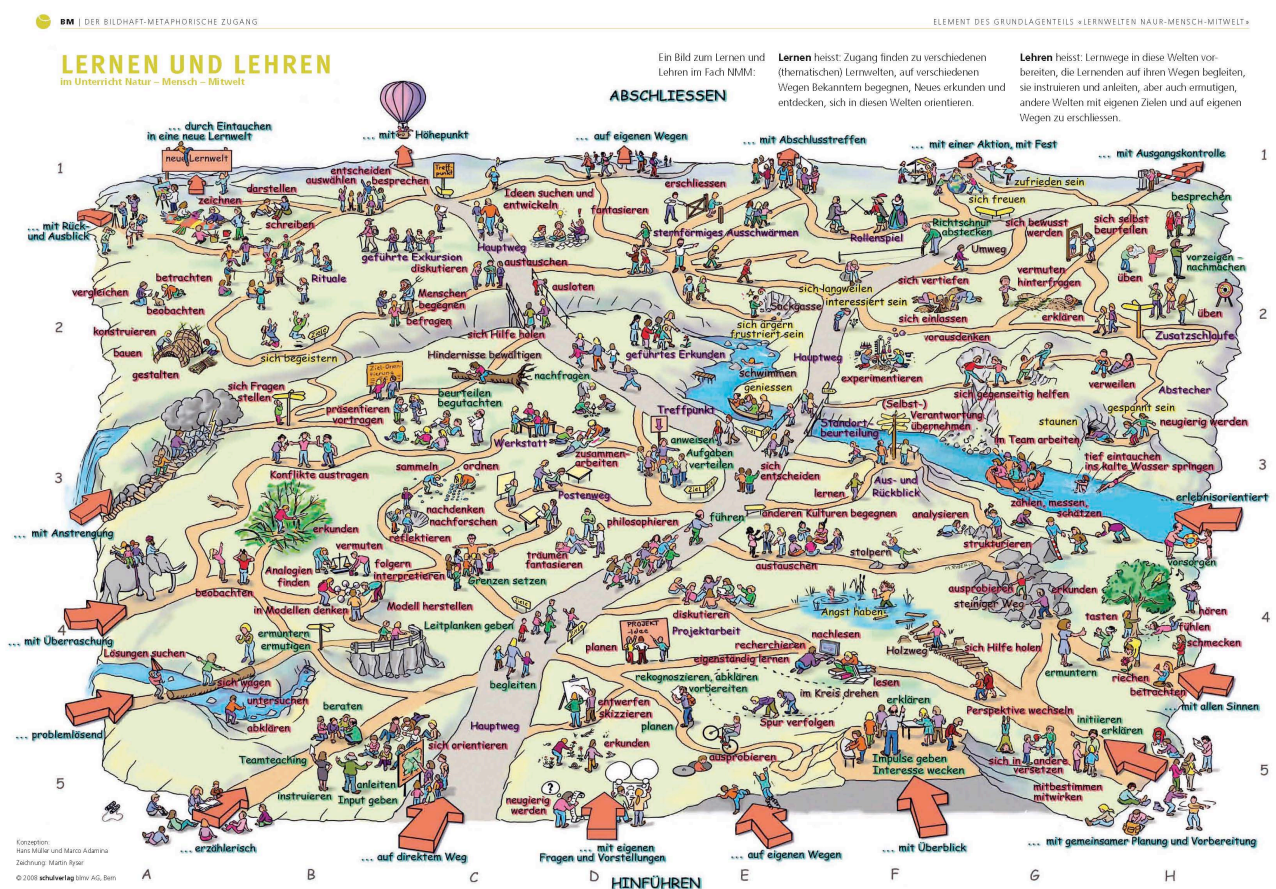 BM | DER BILDHAFT-METAPHORISCHE ZUGANG
ELEMENT DES GRUNDLAGENTEILS «LERNWELTEN NAUR-MENSCH-MITWELT»
LERNEN UND LEHREN
im Unterricht Natur – Mensch – Mitwelt
Ein Bild zum Lernen und
Lehren im Fach NMM:
Lernen heisst: Zugang finden zu verschiedenen
(thematischen) Lernwelten, auf verschiedenen
Wegen Bekanntem begegnen, Neues erkunden und
entdecken, sich in diesen Welten orientieren.
Lehren heisst: Lernwege in diese Welten vor-
bereiten, die Lernenden auf ihren Wegen begleiten,
sie instruieren und anleiten, aber auch ermutigen,
andere Welten mit eigenen Zielen und auf eigenen
Wegen zu erschliessen.
ABSCHLIESSEN
... durch Eintauchen
in eine neue Lernwelt
... mit Höhepunkt
... auf eigenen Wegen
... mit Abschlusstreffen
... mit einer Aktion, mit Fest
... mit Ausgangskontrolle
1
1
neue Lernwelt
Treff-
punkt
entscheiden
auswählen
besprechen
darstellen
zeichnen
schreiben
Ideen suchen und
entwickeln
fantasieren
erschliessen
zufrieden sein
sich freuen
besprechen
... mit Rück-
und Ausblick
Hauptweg
sternförmiges Ausschwärmen
Rollenspiel
Richtschnur
abstecken
sich bewusst
werden
sich selbst
beurteilen
Umweg
geführte Exkursion
diskutieren
austauschen
Rituale
betrachten
vergleichen
beobachten
ausloten
Menschen
begegnen
befragen
sich langweilen
interessiert sein
Sackgasse
sich vertiefen
vermuten
hinterfragen
üben
vorzeigen -
nachmachen
sich einlassen
erklären
üben
2
2
konstruieren
bauen
gestalten
sich begeistern
sich Hilfe holen
sich ärgern
frustriert sein
vorausdenken
Zusatzschlaufe
Hindernisse bewältigen
geführtes Erkunden
Hauptweg
nachfragen
schwimmen
geniessen
experimentieren
sich gegenseitig helfen
verweilen
Abstecher
sich Fragen
stellen
beurteilen
begutachten
präsentieren
vortragen
Treffpunkt
(Selbst-)
Verantwortung
übernehmen
Standort-
beurteilung
staunen
gespannt sein
neugierig werden
Werkstatt
anweisen
Aufgaben
verteilen
im Team arbeiten
tief eintauchen
ins kalte Wasser springen
3
3
Konflikte austragen
sammeln
ordnen
zusammen-
arbeiten
sich
entscheiden
Ziel
Aus- und
Rückblick
lernen
Postenweg
zählen, messen,
schätzen
... erlebnisorientiert
... mit Anstrengung
erkunden
nachdenken
nachforschen
reflektieren
philosophieren
führen
anderen Kulturen begegnen
analysieren
vermuten
folgern
interpretieren
Analogien
finden
beobachten
träumen
fantasieren
austauschen
stolpern
strukturieren
vorsorgen
Grenzen setzen
in Modellen denken
Modell herstellen
Leitplanken geben
Angst haben
ausprobieren
erkunden
steiniger Weg
tasten
hören
fühlen
schmecken
4
4
... mit Überraschung
Lösungen suchen
ermuntern
ermutigen
PROJEKT
-Idee
diskutieren
Projektarbeit
planen
nachlesen
recherchieren
eigenständig lernen
Holzweg
sich Hilfe holen
ermuntern
riechen
betrachten
sich wagen
untersuchen
begleiten
rekognoszieren, abklären
vorbereiten
im Kreis drehen
lesen
... mit allen Sinnen
abklären
beraten
entwerfen
skizzieren
planen
Spur verfolgen
erklären
Perspektive wechseln
initiieren
erklären
... problemlösend
Hauptweg
sich orientieren
erkunden
Teamteaching
ausprobieren
Impulse geben
Interesse wecken
sich in andere
versetzen
5
5
instruieren
anleiten
Input geben
?
neugierig
werden
mitbestimmen
mitwirken
Konzeption:
Hans Müller und Marco Adamina
Zeichnung: Martin Ryser
© 2008 schulverlag blmv AG, Bern
... erzählerisch
... auf direktem Weg
... mit eigenen
Fragen und Vorstellungen
... auf eigenen Wegen
... mit Überblick
... mit gemeinsamer Planung und Vorbereitung
A B C D E F G H
HINFÜHREN